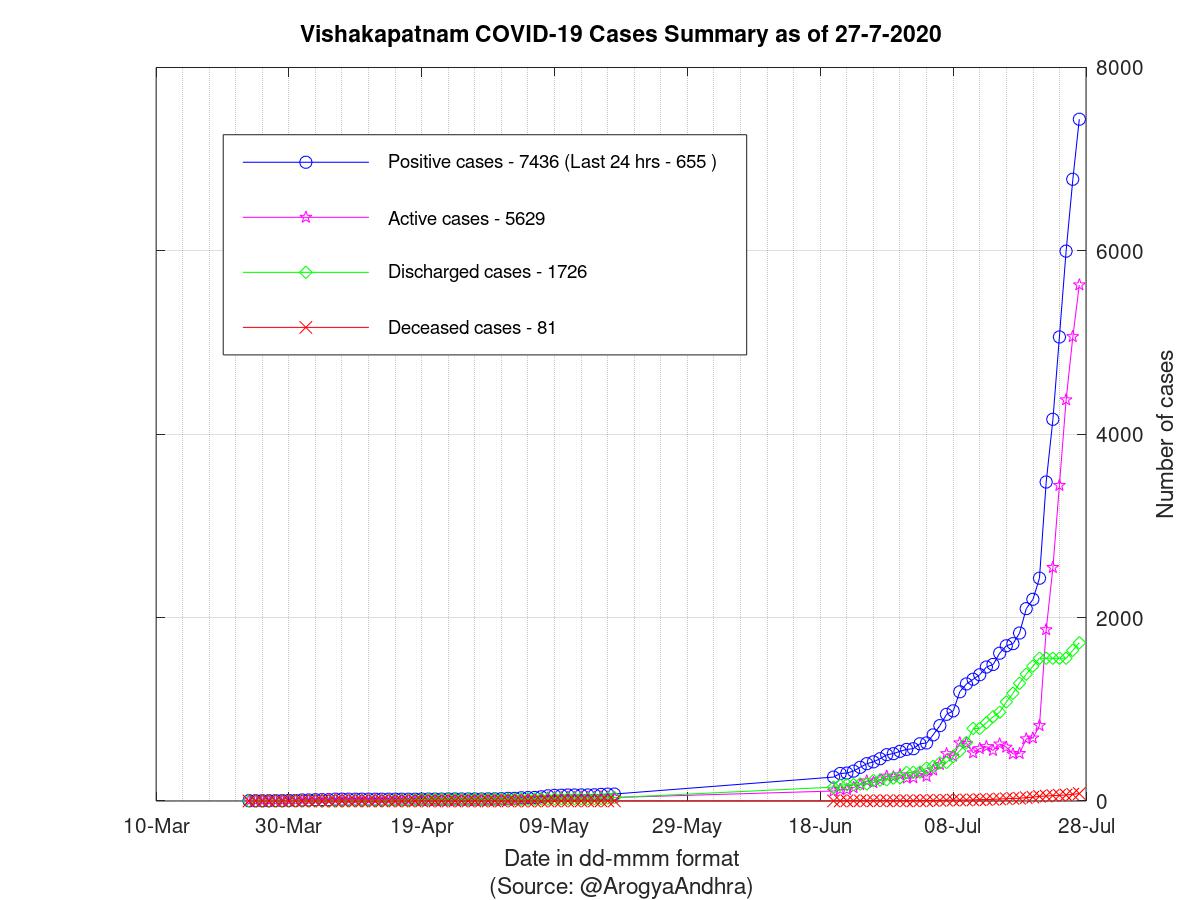 Vishakapatnam COVID-19 Cases Summary as of 27-7-2020
8000
Positive cases - 7436 (Last 24 hrs - 655 )
Active cases - 5629
6000
Discharged cases - 1726
Deceased cases - 81
4000
Number of cases
2000
0
10-Mar 30-Mar 19-Apr 09-May 29-May 18-Jun 08-Jul 28-Jul
Date in dd-mmm format
(Source: @ArogyaAndhra)